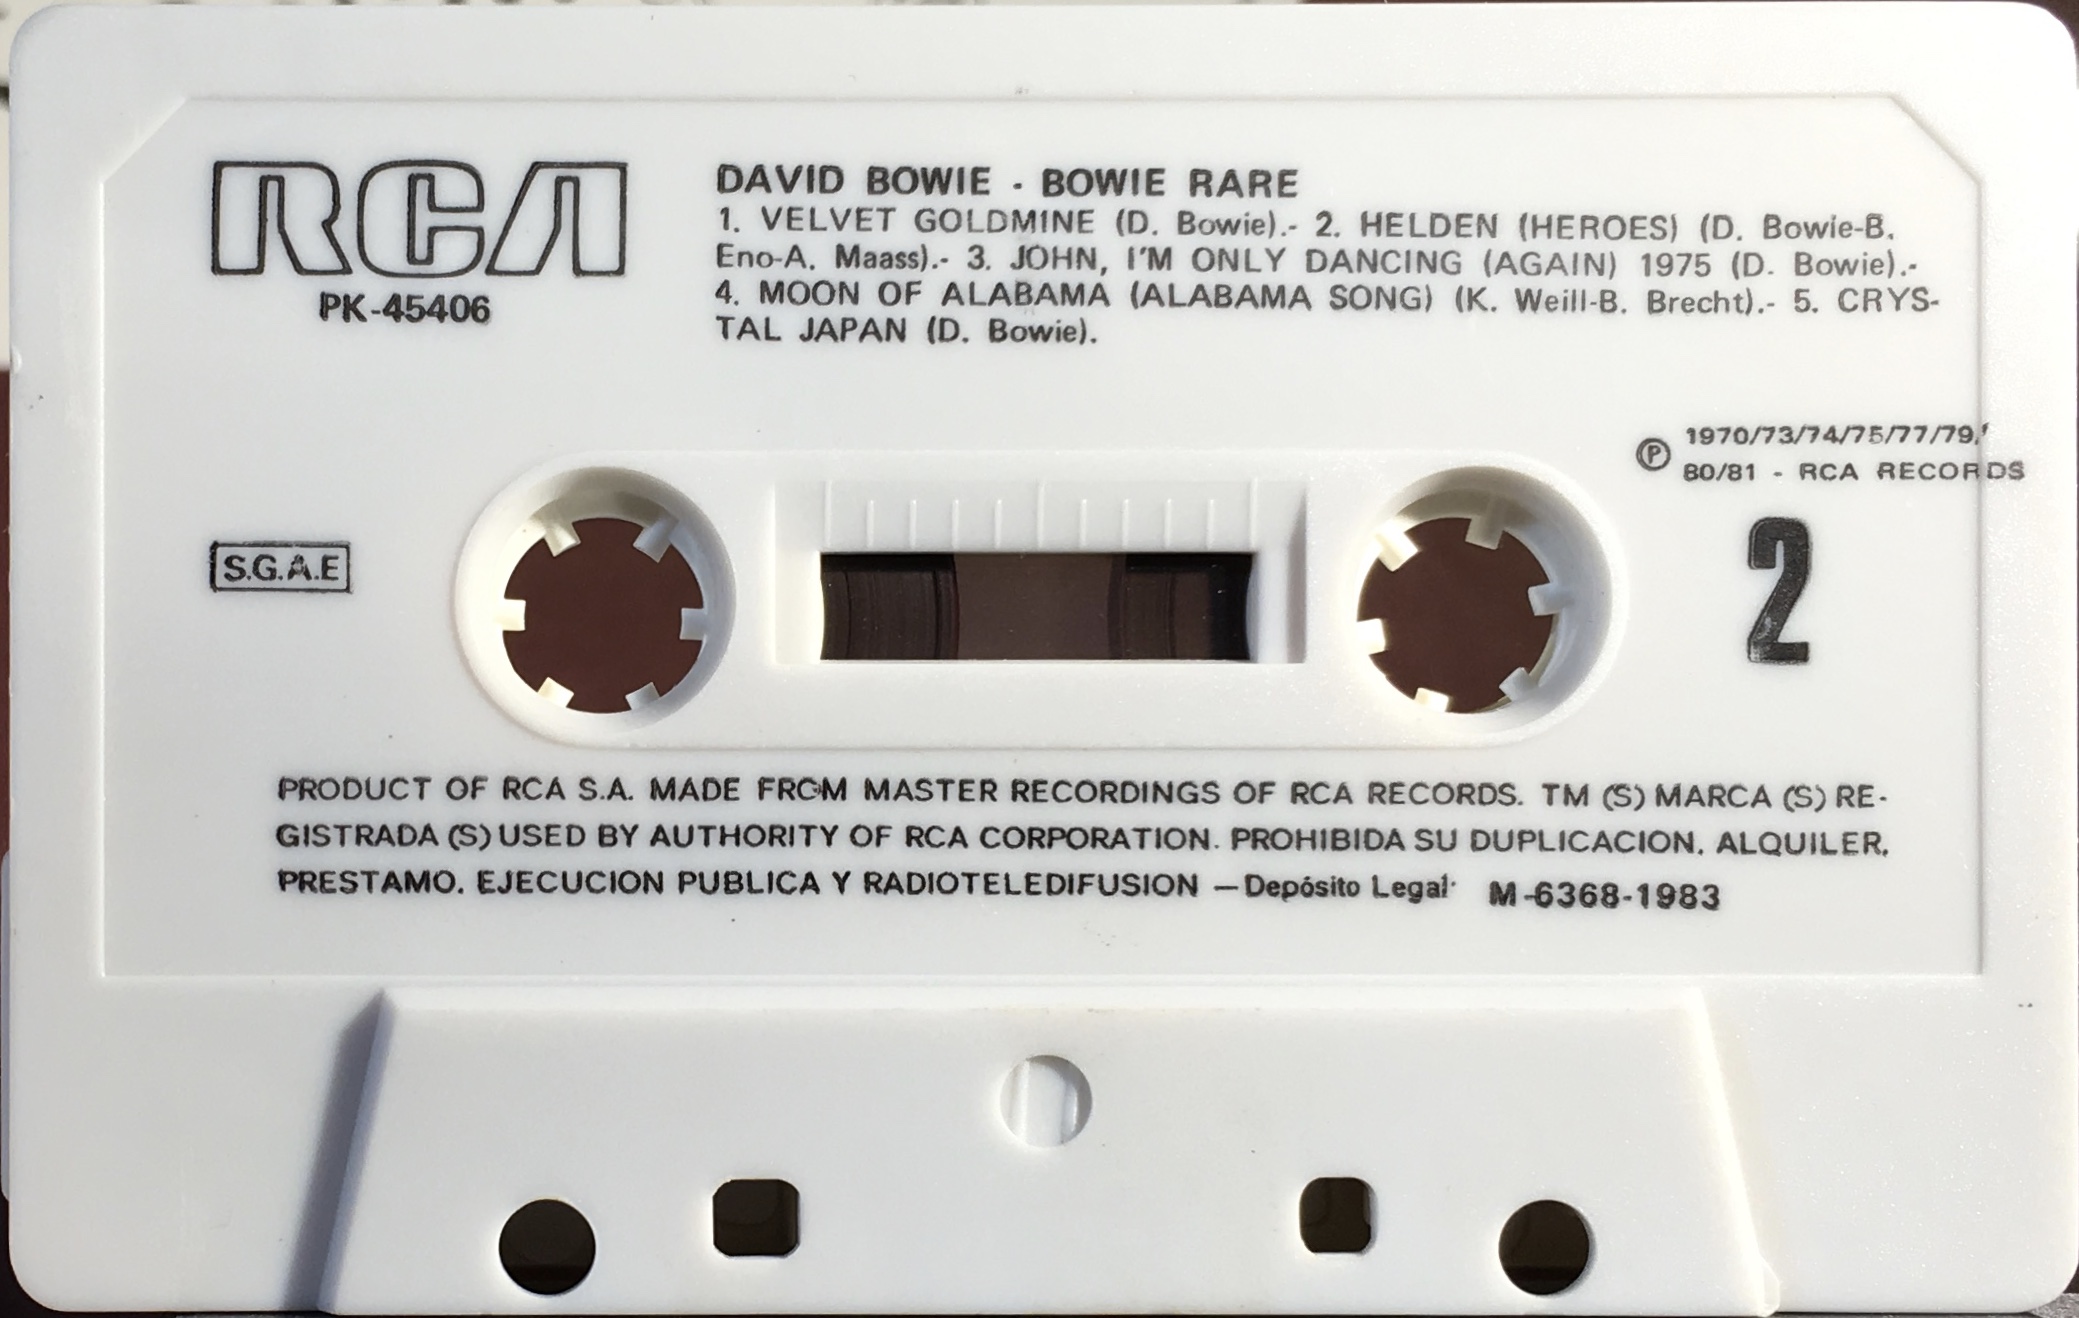 RCA
PK-45406
DAVID BOWIE - BOWIE RARE
1. VELVET GOLDMINE (D. Bowie).- 2. HELDEN (HEROES) (D. Bowie-B.
Eno-A. Maass).- 3. JOHN, I'M ONLY DANCING (AGAIN) 1975 (D. Bowie).-
4. MOON OF ALABAMA (ALABAMA SONG) (K. Weill-B. Brecht).- 5. CRYS-
TAL JAPAN (D. Bowie).
Ⓟ 1970/73/74/75/77/79/
80/81 - RCA RECORDS
S.G.A.E
2
PRODUCT OF RCA S.A. MADE FROM MASTER RECORDINGS OF RCA RECORDS. TM (S) MARCA (S) RE-
GISTRADA (S) USED BY AUTHORITY OF RCA CORPORATION. PROHIBIDA SU DUPLICACION. ALQUILER.
PRESTAMO. EJECUCION PUBLICA Y RADIOTELEDIFUSION —Depósito Legal· M-6368-1983